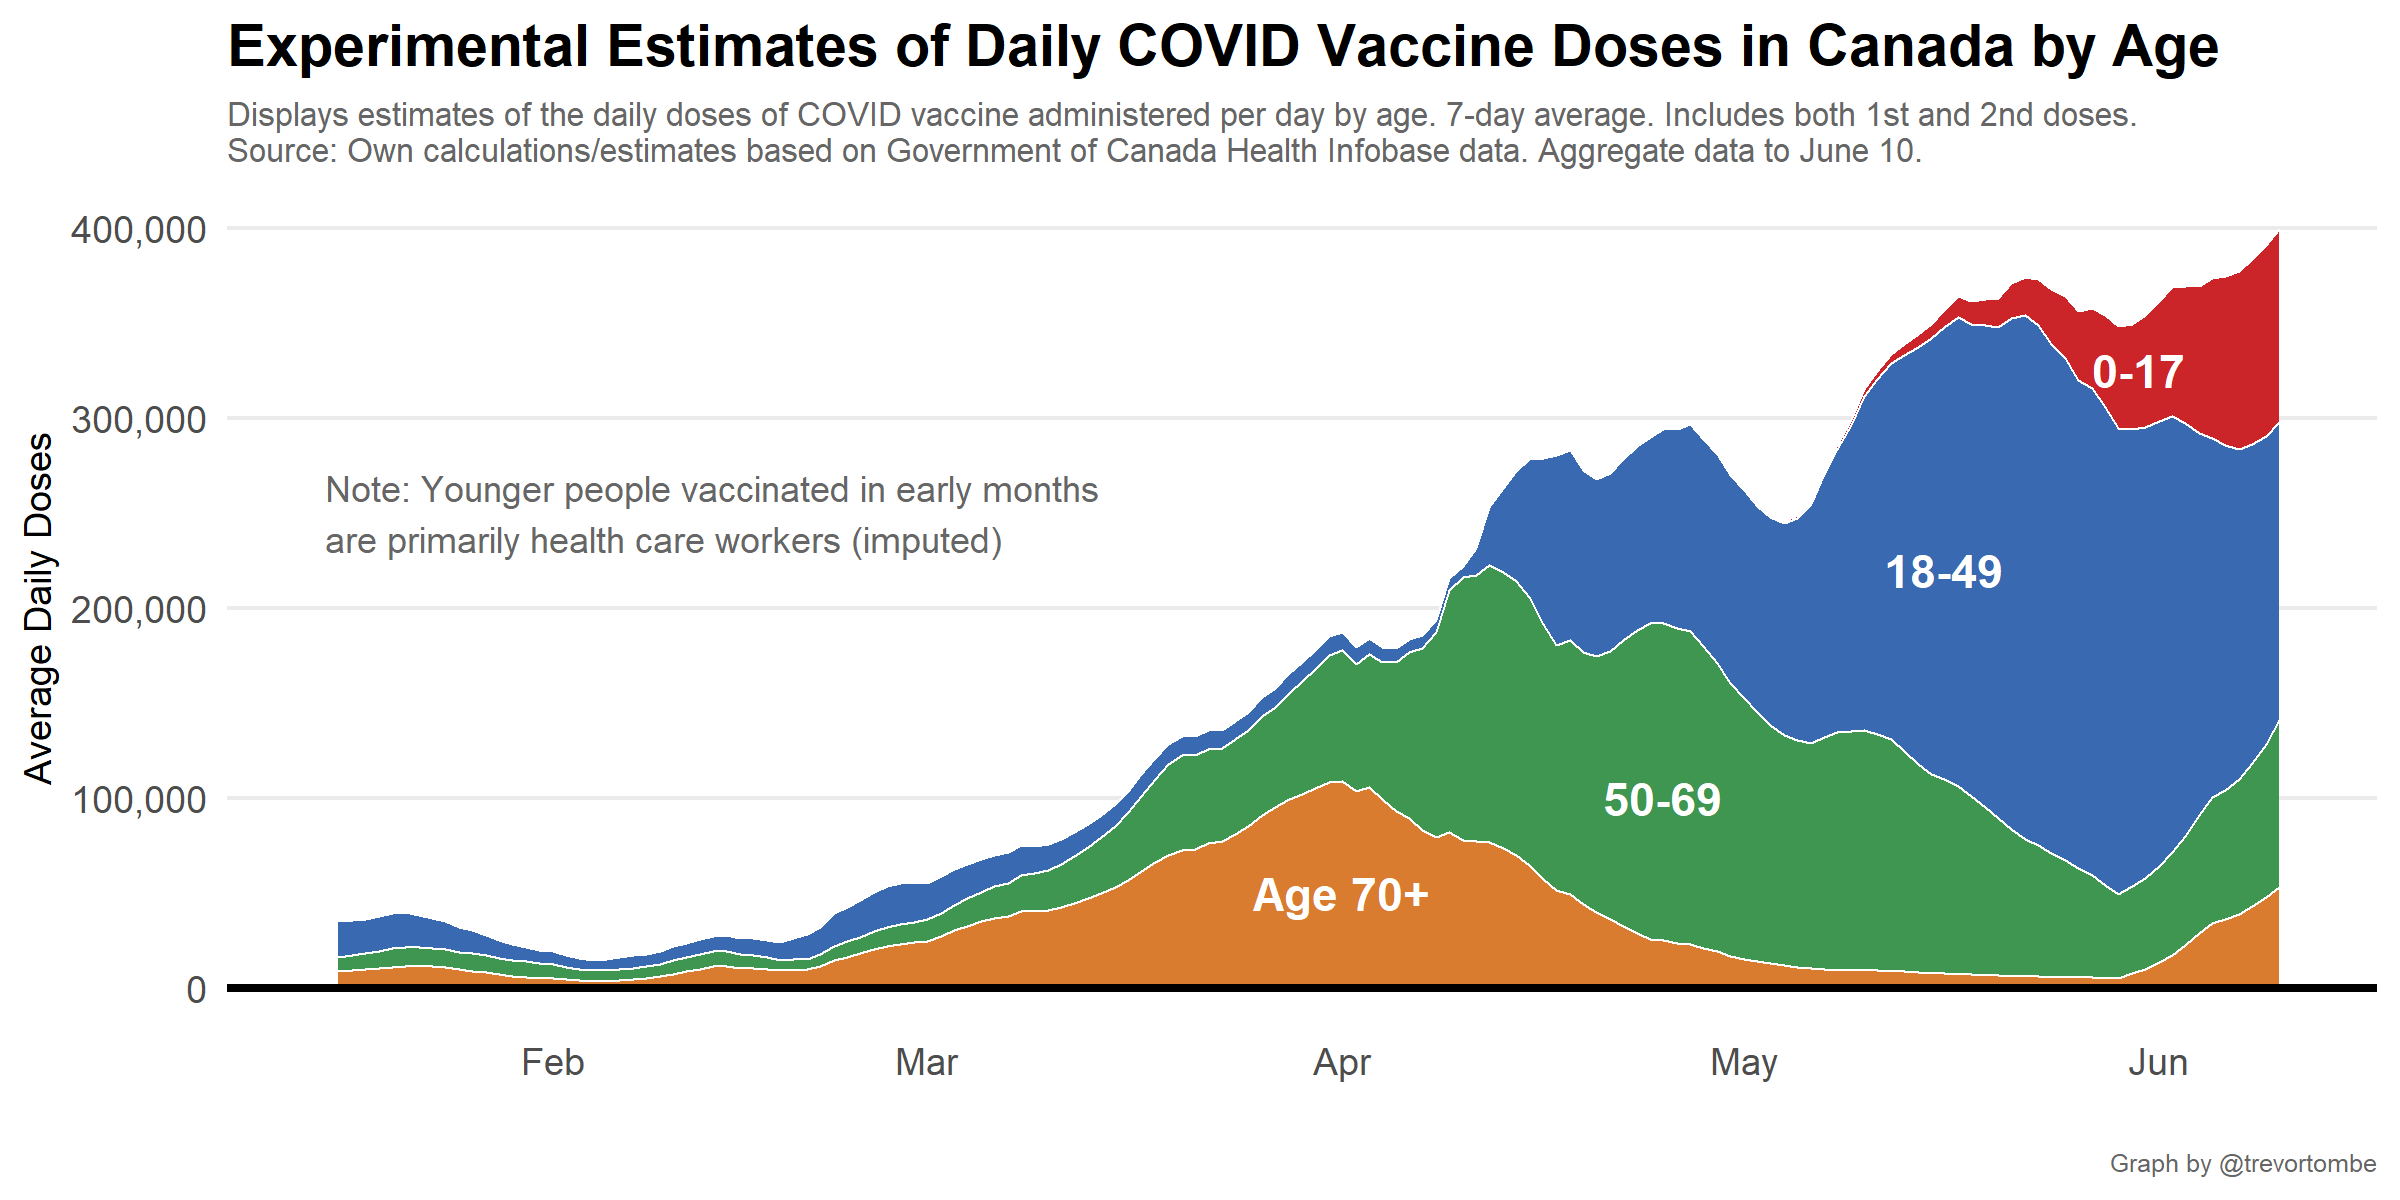 Experimental Estimates of Daily COVID Vaccine Doses in Canada by Age
Displays estimates of the daily doses of COVID vaccine administered per day by age. 7-day average. Includes both 1st and 2nd doses.
Source: Own calculations/estimates based on Government of Canada Health Infobase data. Aggregate data to June 10.
Average Daily Doses
400,000
300,000
200,000
100,000
0
Note: Younger people vaccinated in early months
are primarily health care workers (imputed)
0-17
18-49
50-69
Age 70+
Feb
Mar
Apr
May
Jun
Graph by @trevortombe